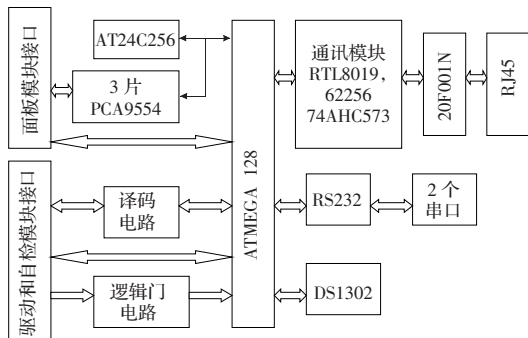 面板模块接口
AT24C256
3 片
PCA9554
驱动和自检模块接口
译码
电路
逻辑门
电路
ATMEGA 128
通讯模块
RTL8019,
62256
74AHC573
20F001N
RJ45
RS232
2 个
串口
DS1302